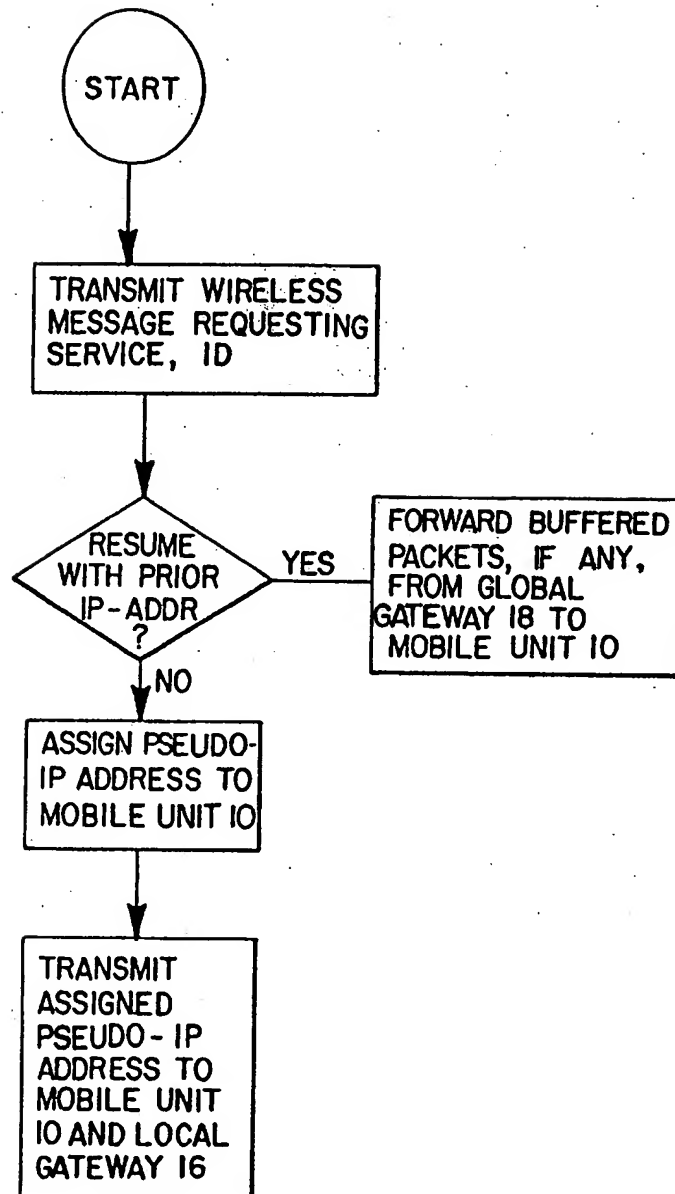 START
TRANSMIT WIRELESS
MESSAGE REQUESTING
SERVICE, ID
RESUME
WITH PRIOR
IP-ADDR
?
YES
FORWARD BUFFERED
PACKETS, IF ANY,
FROM GLOBAL
GATEWAY 18 TO
MOBILE UNIT 10
NO
ASSIGN PSEUDO-
IP ADDRESS TO
MOBILE UNIT 10
TRANSMIT
ASSIGNED
PSEUDO-IP
ADDRESS TO
MOBILE UNIT
10 AND LOCAL
GATEWAY 16